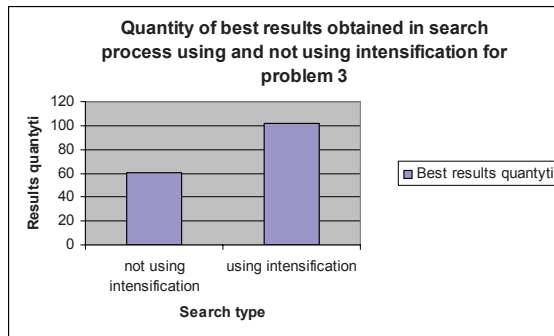 Quantity of best results obtained in search
process using and not using intensification for
problem 3
120
100
80
60
40
20
0
Results quantyti
not using
intensification
using intensification
Search type
Best results quantyti